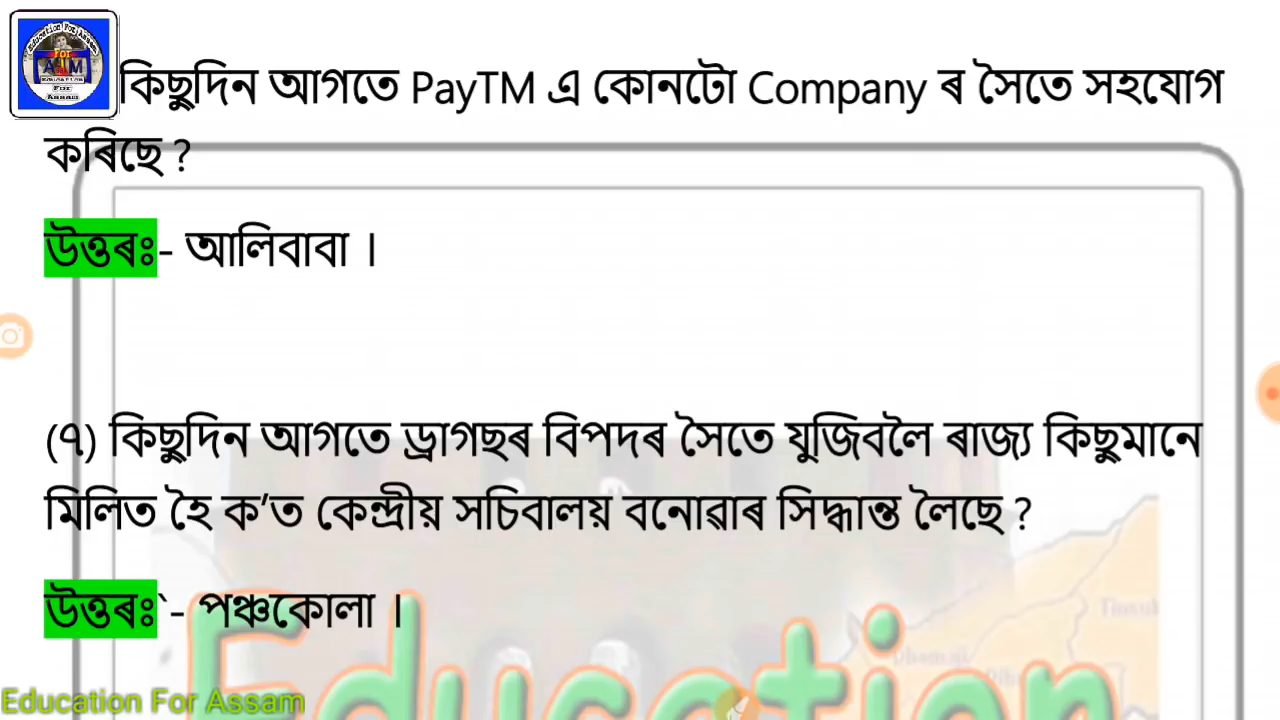 কিছুদিন আগতে PayTM এ কোনটো Company ৰ সৈতে সহযোগ
কৰিছে ?
উত্তৰঃ- আলিবাবা ।
(৭) কিছুদিন আগতে ড্ৰাগছৰ বিপদৰ সৈতে যুজিবলৈ ৰাজ্য কিছুমানে
মিলিত হৈ ক’ত কেন্দ্ৰীয় সচিবালয় বনোৱাৰ সিদ্ধান্ত লৈছে ?
উত্তৰঃ`- পঞ্চকোলা ।
Education
Education For Assam